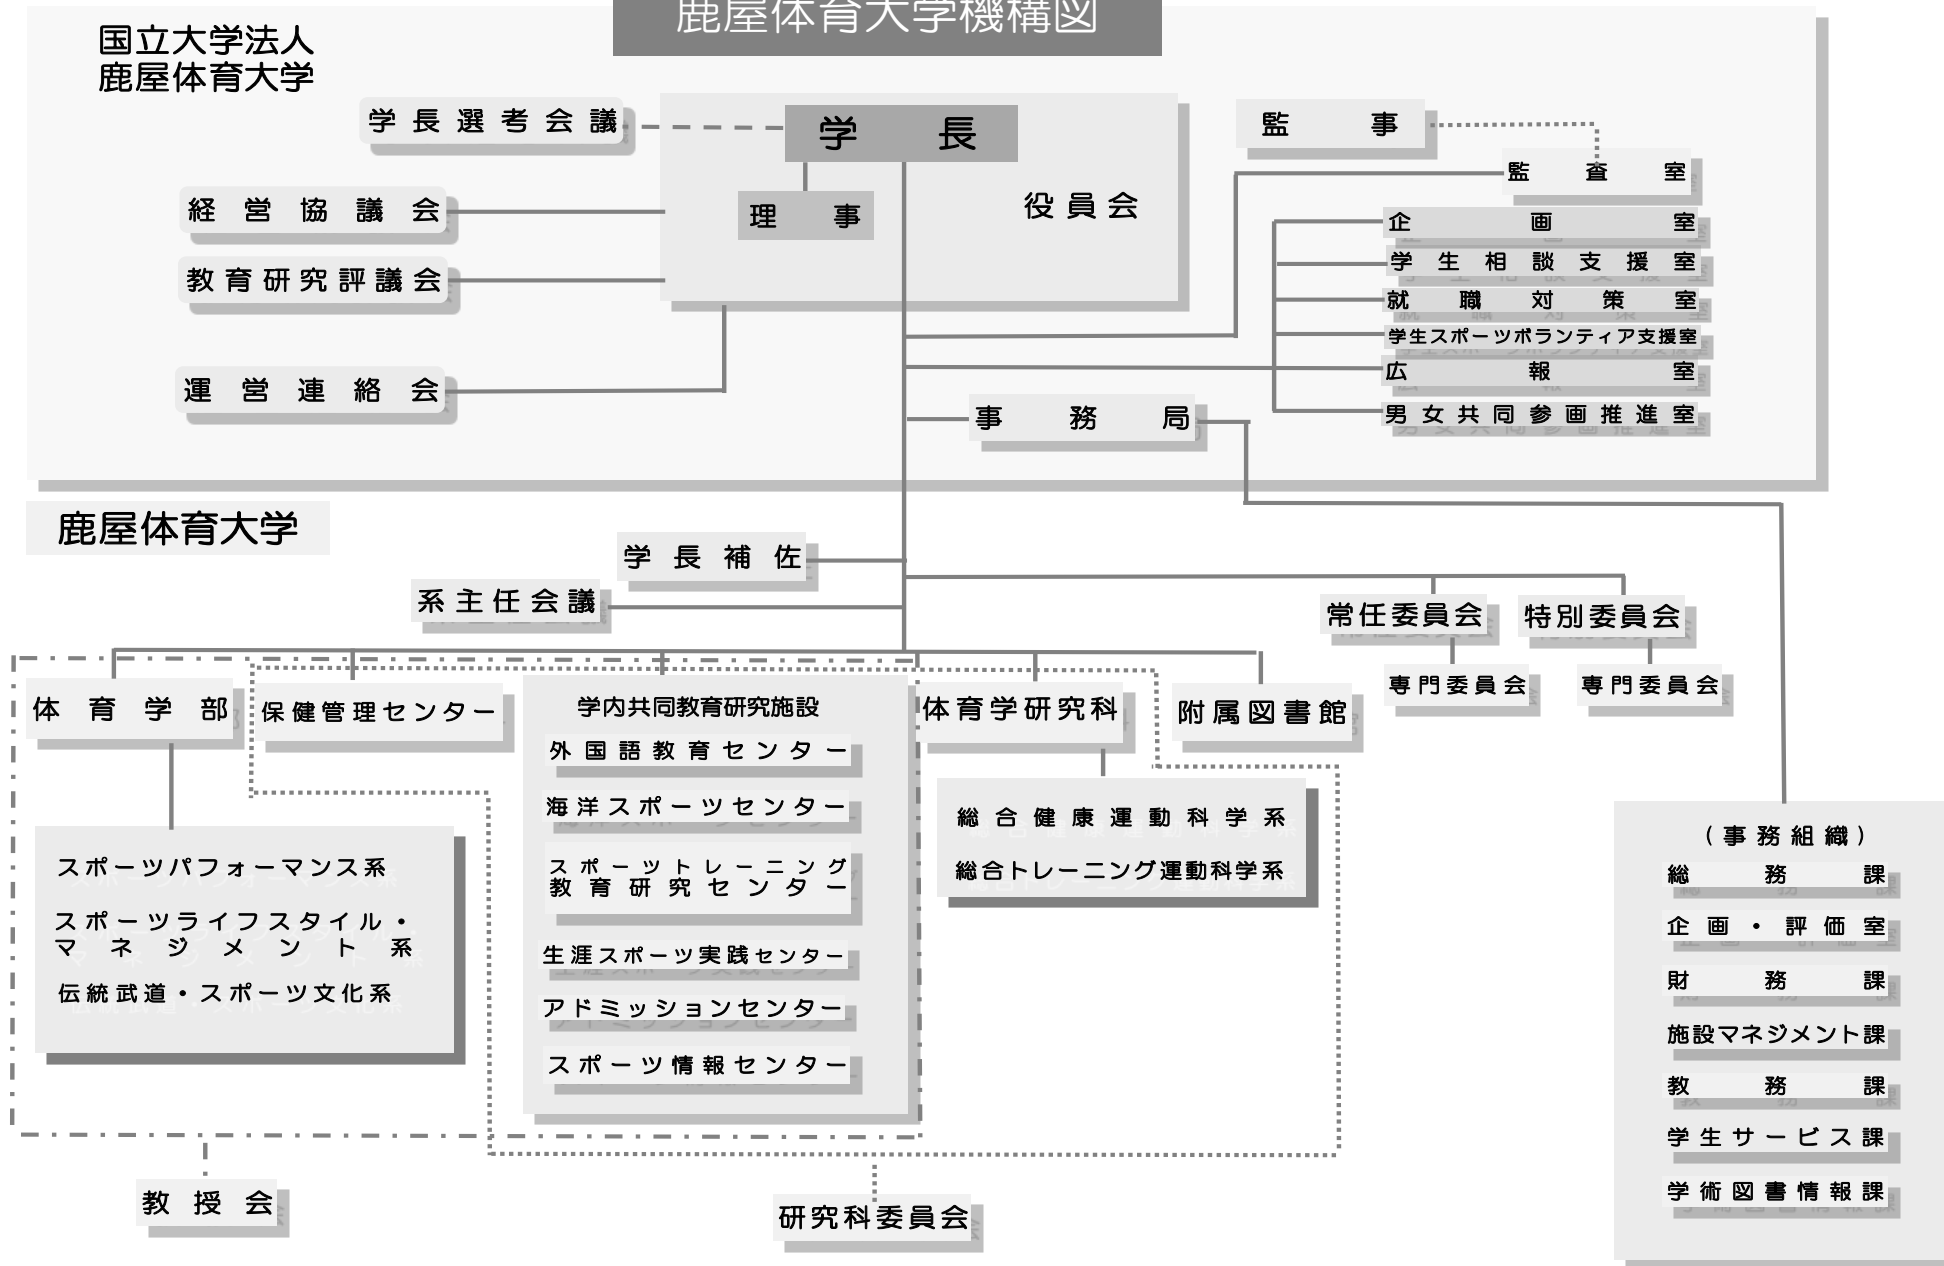 鹿屋体育大学機構図
国立大学法人
鹿屋体育大学
学長選考会議
学長
監事
監査室
経営協議会
理事
役員会
企画室
教育研究評議会
学生相談支援室
就職対策室
学生スポーツボランティア支援室
運営連絡会
広報室
事務局
男女共同参画推進室
鹿屋体育大学
学長補佐
系主任会議
常任委員会
特別委員会
専門委員会
専門委員会
体育学部
保健管理センター
学内共同教育研究施設
体育学研究科
附属図書館
外国語教育センター
海洋スポーツセンター
スポーツトレーニング
教育研究センター
生涯スポーツ実践センター
アドミッションセンター
スポーツ情報センター
総合健康運動科学系
総合トレーニング運動科学系
スポーツパフォーマンス系
スポーツライフスタイル・
マネジメント系
伝統武道・スポーツ文化系
(事務組織)
総務課
企画・評価室
財務課
施設マネジメント課
教務課
学生サービス課
学術図書情報課
教授会
研究科委員会